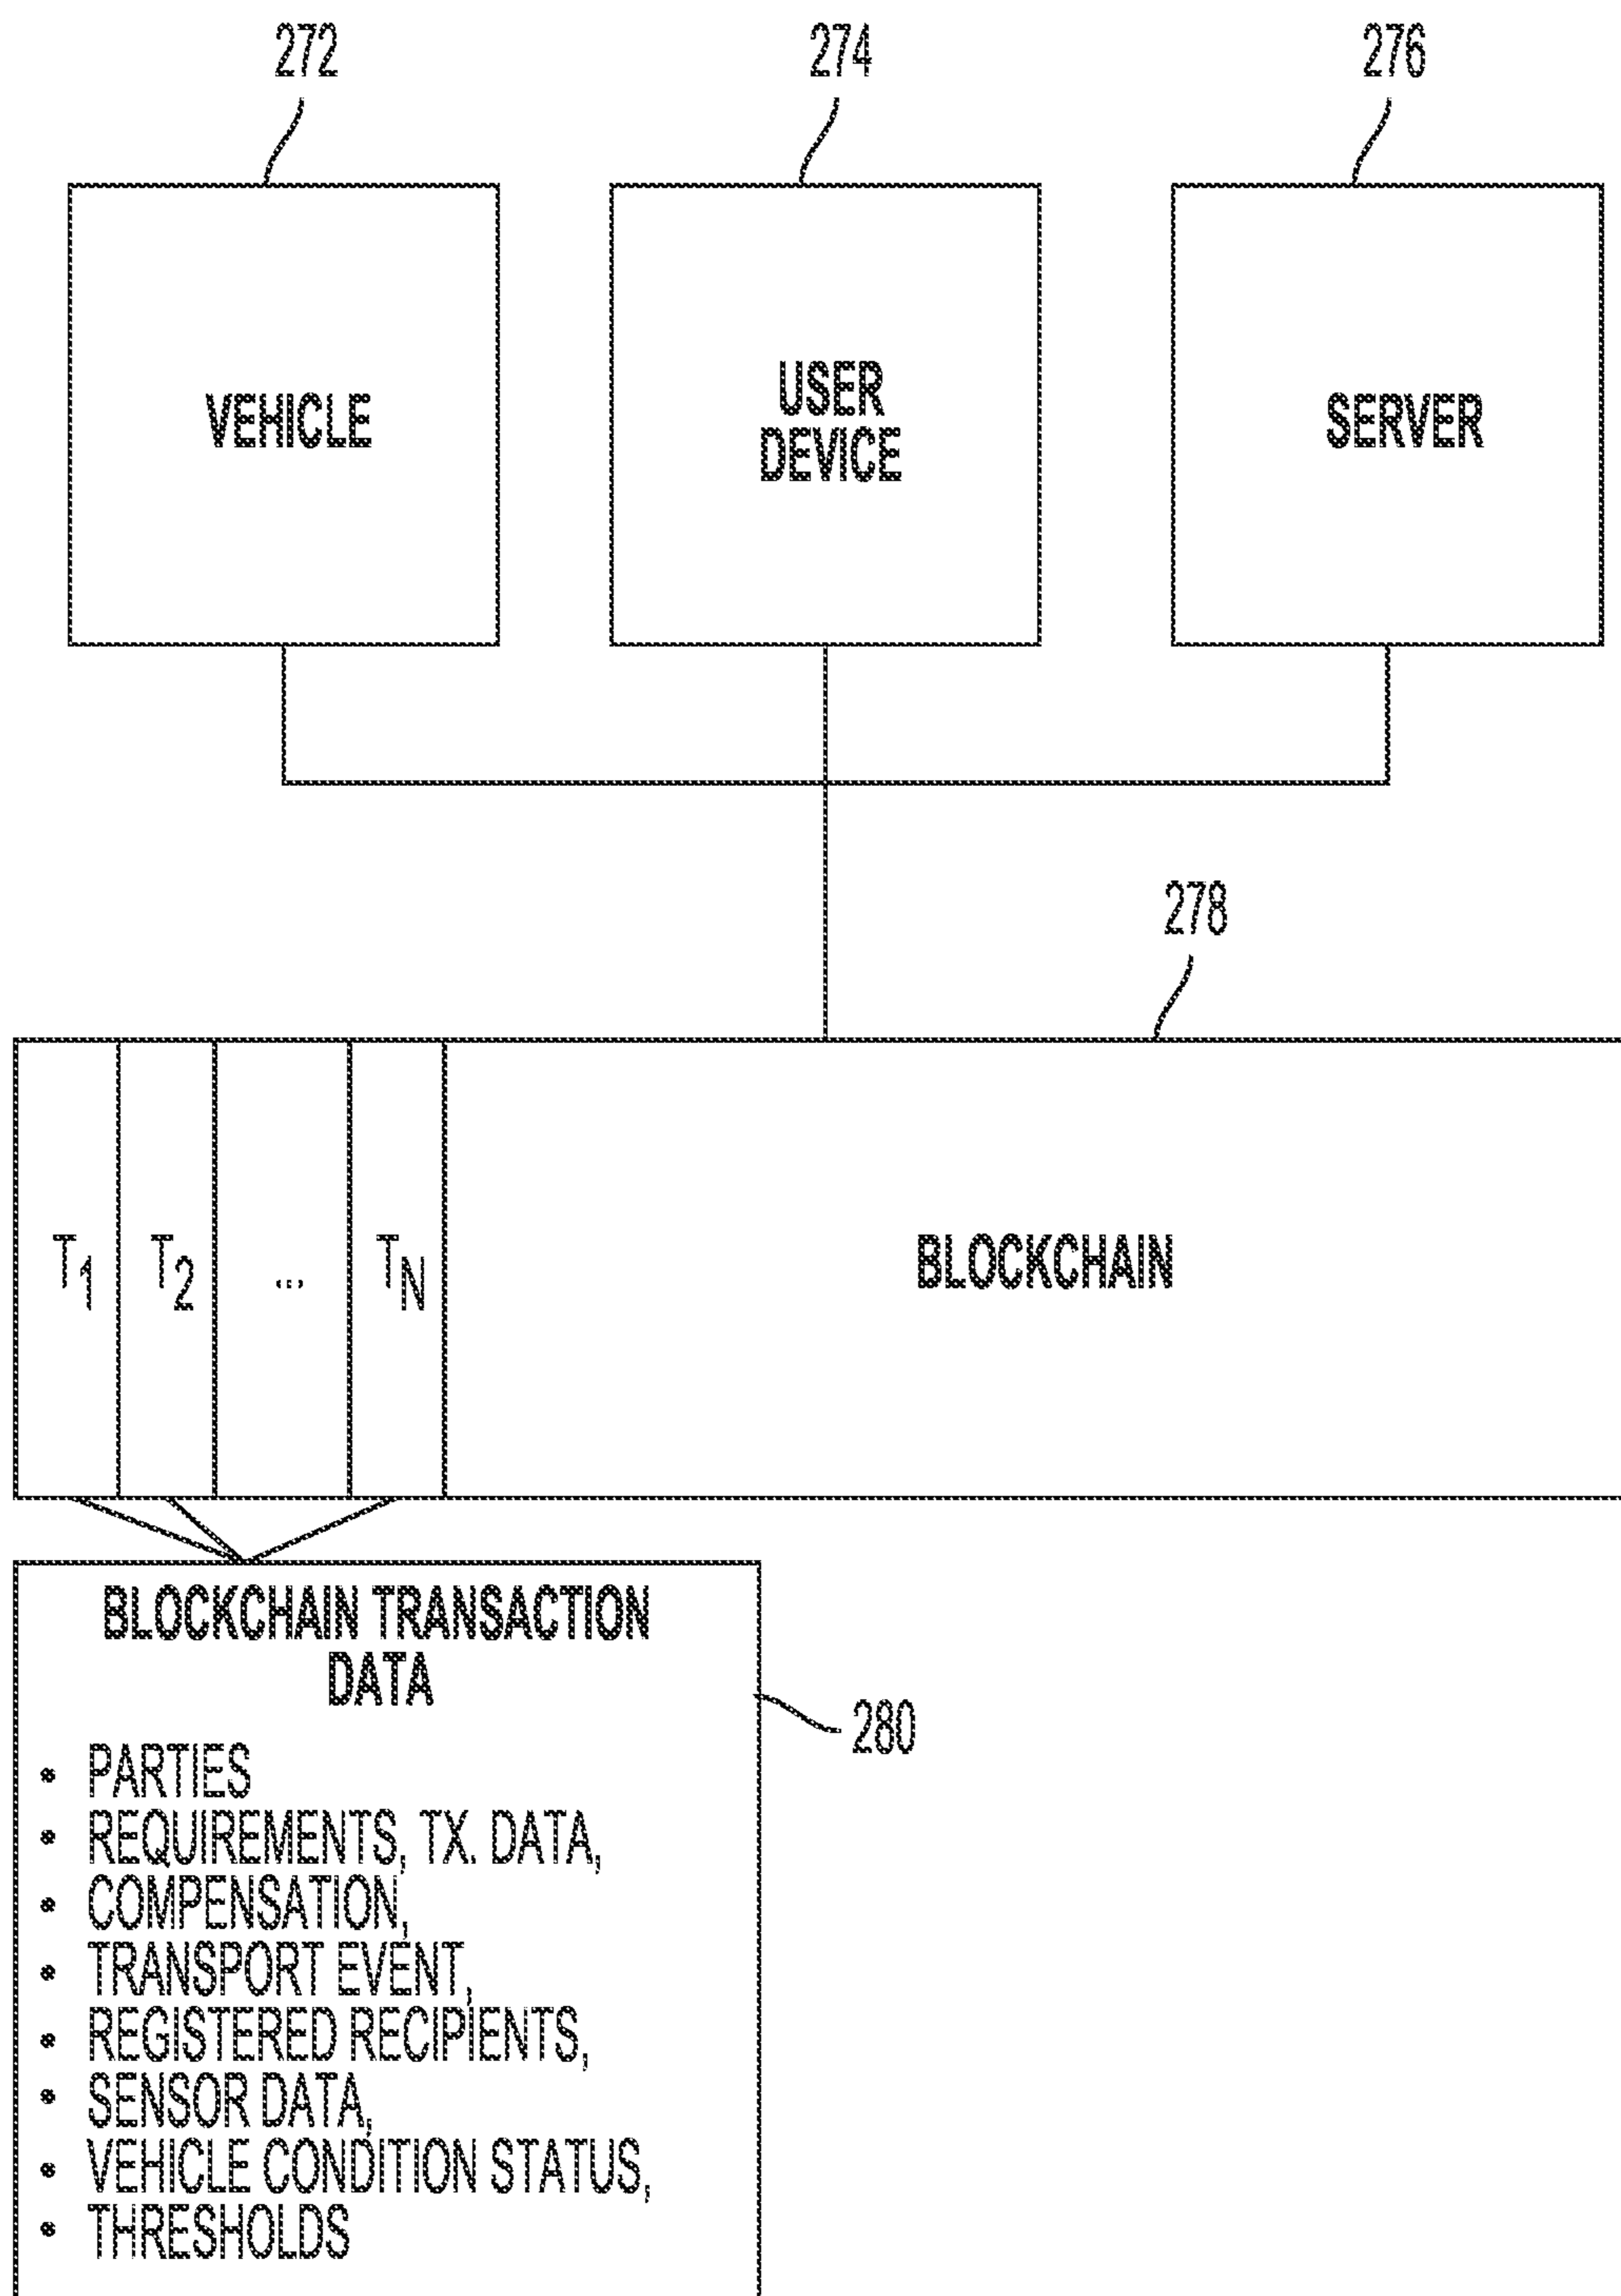 272
274
276
VEHICLE
USER
DEVICE
SERVER
278
T1
T2
...
TN
BLOCKCHAIN
BLOCKCHAIN TRANSACTION
DATA
280
• PARTIES
• REQUIREMENTS, TX. DATA,
• COMPENSATION,
• TRANSPORT EVENT,
• REGISTERED RECIPIENTS,
• SENSOR DATA,
• VEHICLE CONDITION STATUS,
• THRESHOLDS